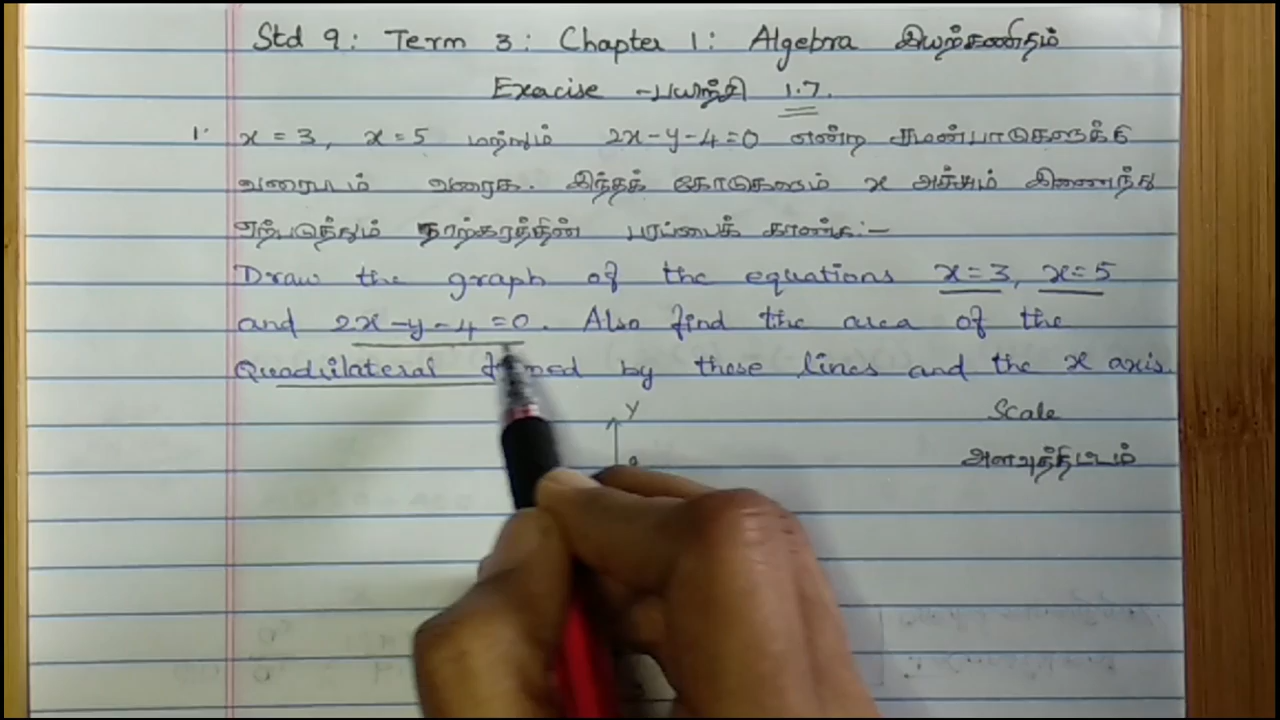 Std 9: Term 3: Chapter 1: Algebra இயற்கணிதம்
Exacise - பயிற்சி 1.7.
1. x = 3, x = 5 மற்றும் 2x - y - 4 = 0 என்ற சமன்பாடுகளுக்கு
வரைபடம் வரைக. இந்தக் கோடுகளும் x அச்சும் இணைந்து
ஏற்படுத்தும் நாற்கரத்தின் பரப்பைக் காண்க:-
Draw the graph of the equations x = 3, x = 5
and 2x - y - 4 = 0. Also find the area of the
Quadrilateral formed by these lines and the x axis.
Y Scale
அளவுத்திட்டம்